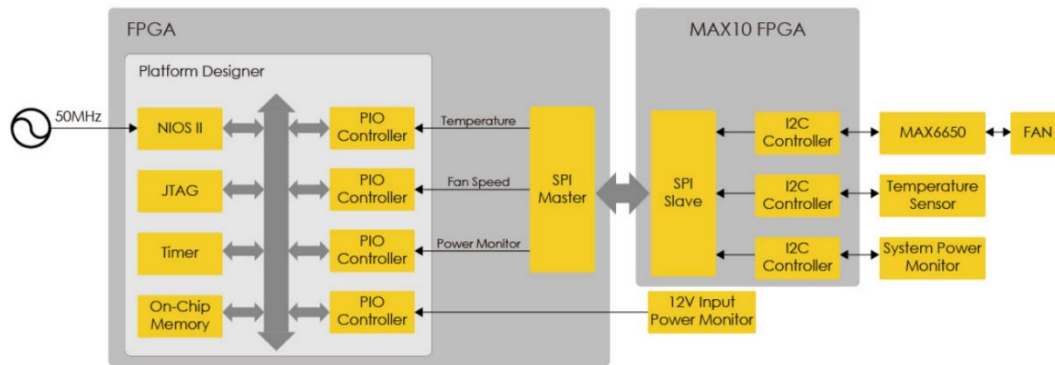 FPGA
MAX10 FPGA
Platform Designer
50MHz
NIOS II
PIO
Controller
Temperature
JTAG
PIO
Controller
Fan Speed
Timer
PIO
Controller
Power Monitor
On-Chip
Memory
PIO
Controller
SPI
Master
SPI
Slave
I2C
Controller
MAX6650
FAN
I2C
Controller
Temperature
Sensor
I2C
Controller
System Power
Monitor
12V Input
Power Monitor